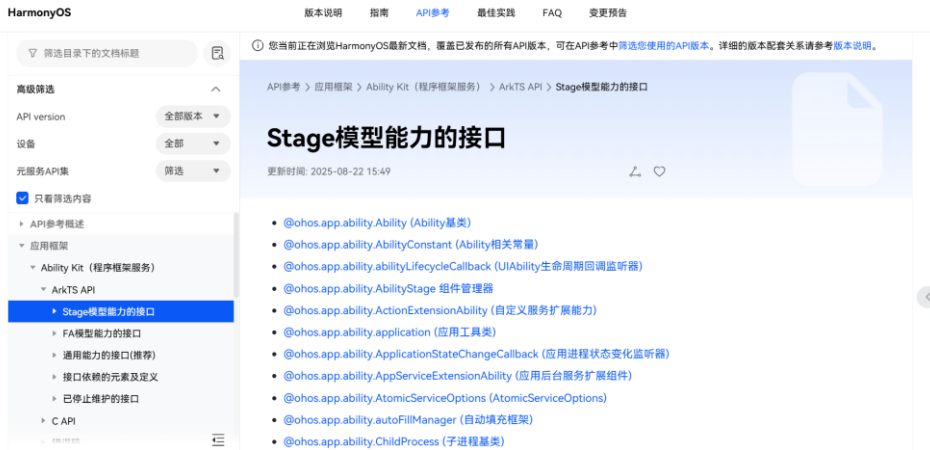 HarmonyOS
版本说明 指南 API参考 最佳实践 FAQ 变更预告
筛选目录下的文档标题
高级筛选
API version 全部版本
设备 全部
元服务API集 筛选
只看筛选内容
API参考概述
应用框架
Ability Kit（程序框架服务）
ArkTS API
Stage模型能力的接口
FA模型能力的接口
通用能力的接口(推荐)
接口依赖的元素及定义
已停止维护的接口
C API
您当前正在浏览HarmonyOS最新文档，覆盖已发布的所有API版本，可在API参考中筛选您使用的API版本。详细的版本配套关系请参考版本说明。
API参考 > 应用框架 > Ability Kit（程序框架服务） > ArkTS API > Stage模型能力的接口
Stage模型能力的接口
更新时间: 2025-08-22 15:49
@ohos.app.ability.Ability (Ability基类)
@ohos.app.ability.AbilityConstant (Ability相关常量)
@ohos.app.ability.abilityLifecycleCallback (UIAbility生命周期回调监听器)
@ohos.app.ability.AbilityStage 组件管理器
@ohos.app.ability.ActionExtensionAbility (自定义服务扩展能力)
@ohos.app.ability.application (应用工具类)
@ohos.app.ability.ApplicationStateChangeCallback (应用进程状态变化监听器)
@ohos.app.ability.AppServiceExtensionAbility (应用后台服务扩展组件)
@ohos.app.ability.AtomicServiceOptions (AtomicServiceOptions)
@ohos.app.ability.autoFillManager (自动填充框架)
@ohos.app.ability.ChildProcess (子进程基类)